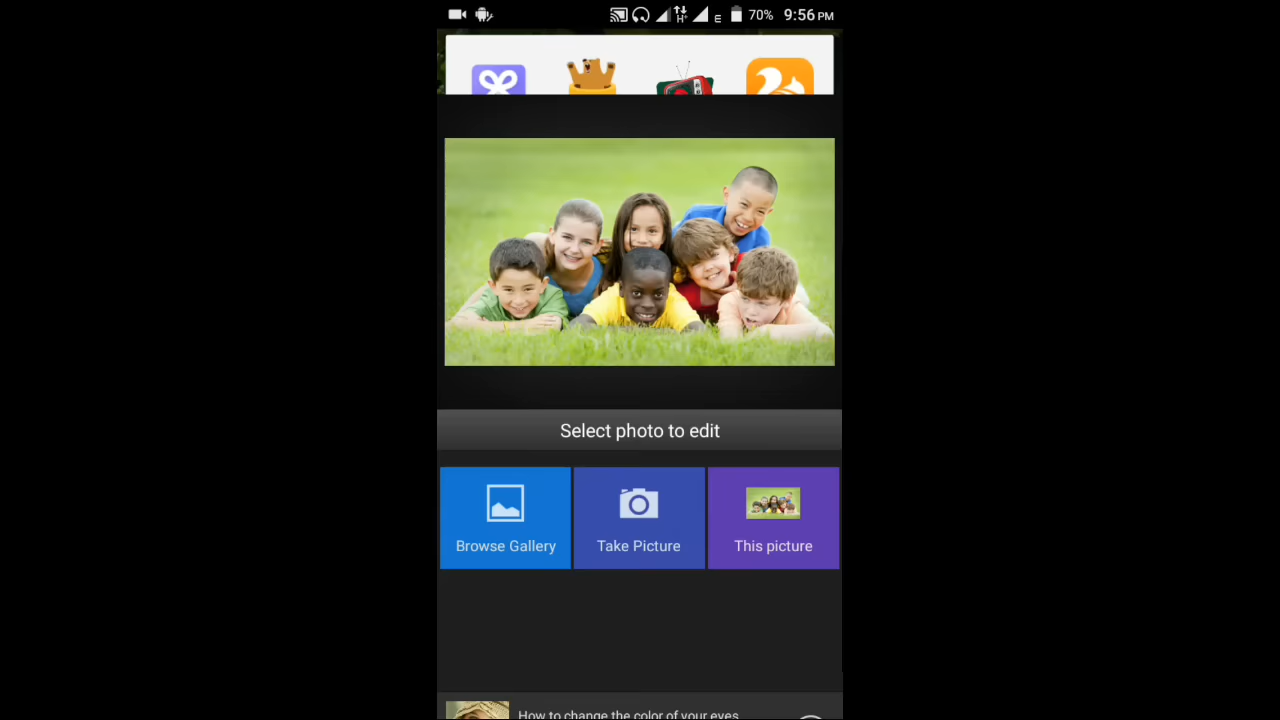 H+ E 70% 9:56 PM
Select photo to edit
Browse Gallery Take Picture This picture
How to change the color of your eyes